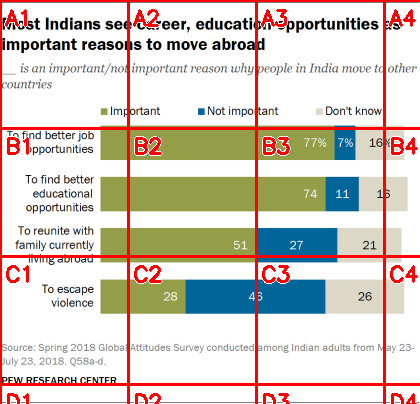 Most Indians see career, education opportunities as
important reasons to move abroad
__ is an important/not important reason why people in India move to other
countries
Important Not important Don't know
To find better job
opportunities
77% 7% 16%
To find better
educational
opportunities
74 11 16
To reunite with
family currently
living abroad
51 27 21
To escape
violence
28 46 26
Source: Spring 2018 Global Attitudes Survey conducted among Indian adults from May 23-
July 23, 2018. Q58a-d.
PEW RESEARCH CENTER
A1 A2 A3 A4
B1 B2 B3 B4
C1 C2 C3 C4
D1 D2 D3 D4